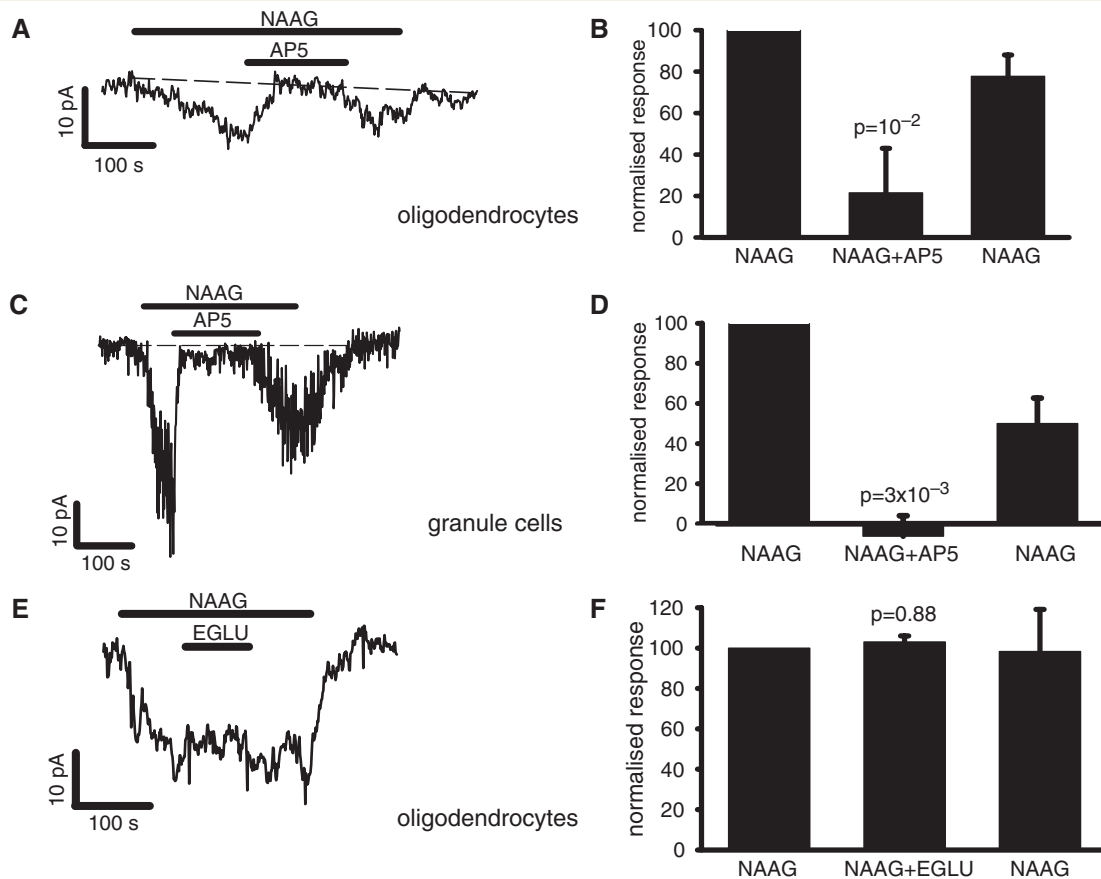 A
NAAG
AP5
10 pA
100 s
oligodendrocytes
B
normalised response
100
80
60
40
20
0
p=10⁻²
NAAG
NAAG+AP5
NAAG
C
NAAG
AP5
10 pA
100 s
granule cells
D
normalised response
100
80
60
40
20
0
p=3x10⁻³
NAAG
NAAG+AP5
NAAG
E
NAAG
EGLU
10 pA
100 s
oligodendrocytes
F
normalised response
120
100
80
60
40
20
0
p=0.88
NAAG
NAAG+EGLU
NAAG